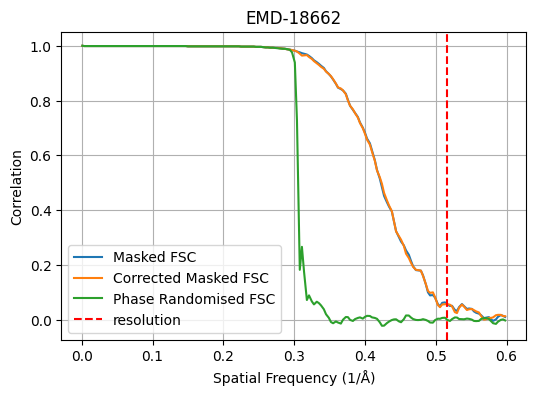 EMD-18662
1.0
0.8
0.6
0.4
0.2
0.0
Correlation
Masked FSC
Corrected Masked FSC
Phase Randomised FSC
resolution
0.0 0.1 0.2 0.3 0.4 0.5 0.6
Spatial Frequency (1/Å)